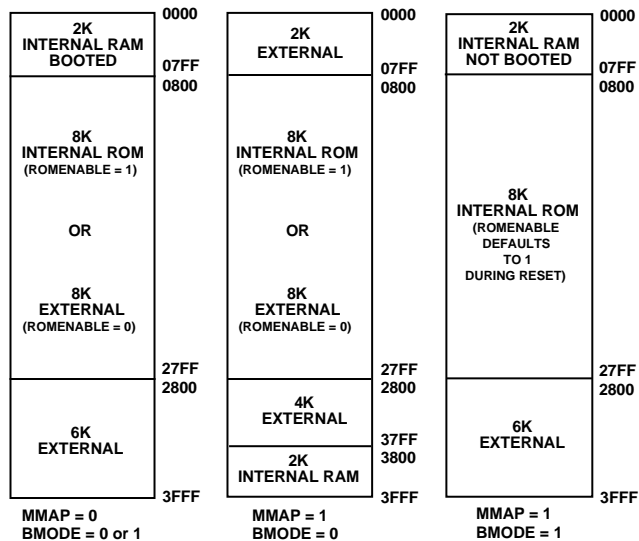 2K
INTERNAL RAM
BOOTED
0000
07FF
0800
8K
INTERNAL ROM
(ROMENABLE = 1)
OR
8K
EXTERNAL
(ROMENABLE = 0)
27FF
2800
6K
EXTERNAL
3FFF
MMAP = 0
BMODE = 0 or 1
2K
EXTERNAL
0000
07FF
0800
8K
INTERNAL ROM
(ROMENABLE = 1)
OR
8K
EXTERNAL
(ROMENABLE = 0)
27FF
2800
4K
EXTERNAL
37FF
3800
2K
INTERNAL RAM
3FFF
MMAP = 1
BMODE = 0
2K
INTERNAL RAM
NOT BOOTED
0000
07FF
0800
8K
INTERNAL ROM
(ROMENABLE
DEFAULTS
TO 1
DURING RESET)
27FF
2800
6K
EXTERNAL
3FFF
MMAP = 1
BMODE = 1